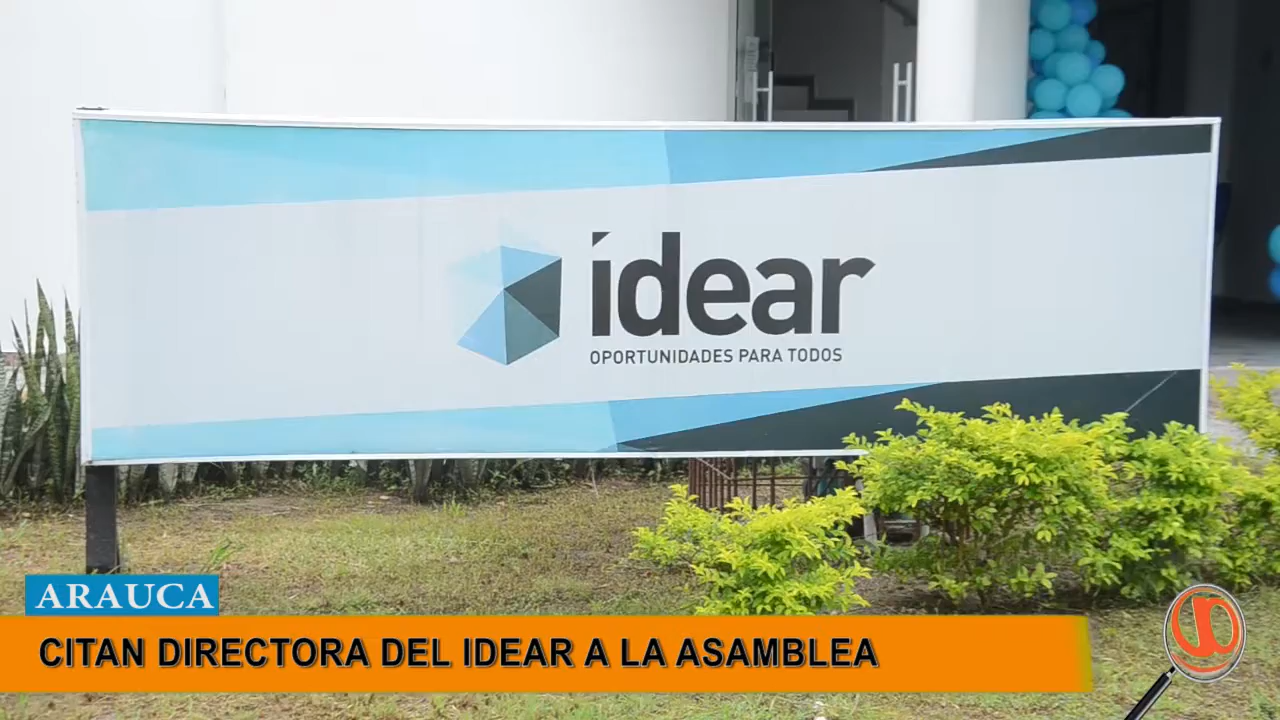 idear
OPORTUNIDADES PARA TODOS
ARAUCA
CITAN DIRECTORA DEL IDEAR A LA ASAMBLEA